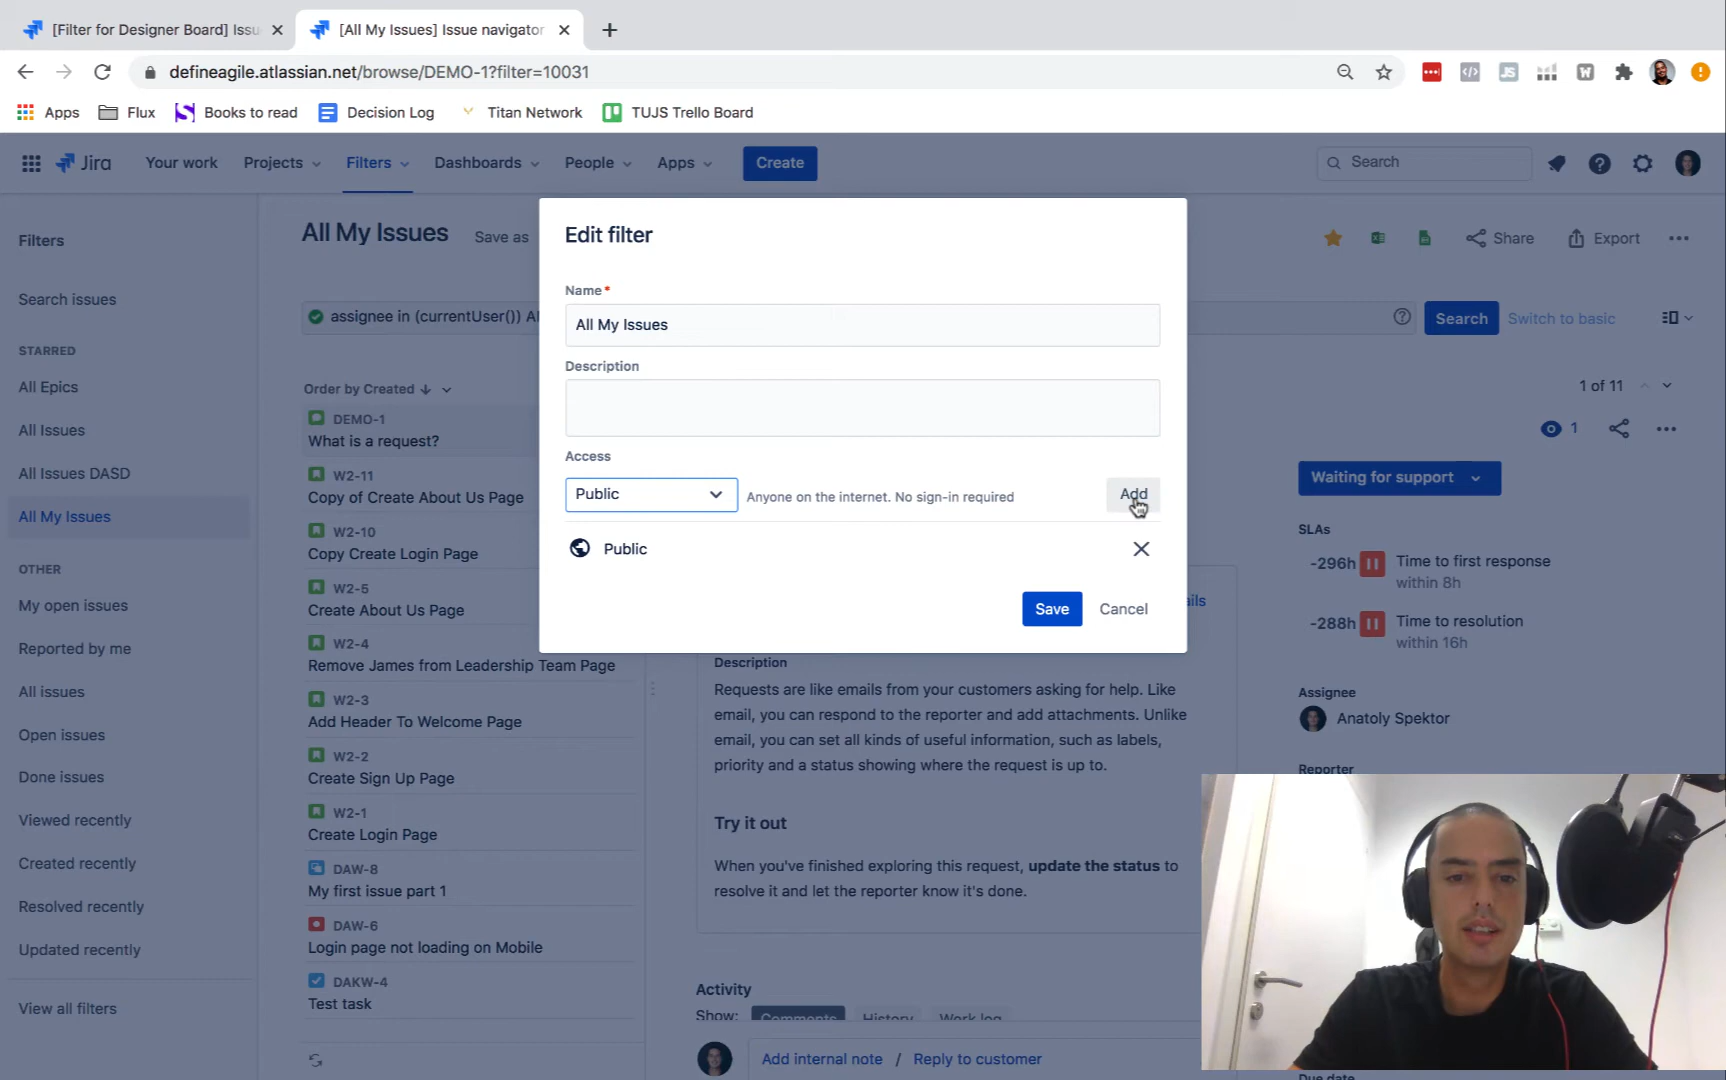 [Filter for Designer Board] Issu
[All My Issues] Issue navigator
defineagile.atlassian.net/browse/DEMO-1?filter=10031
Apps
Flux
Books to read
Decision Log
Titan Network
TUJS Trello Board
Jira
Your work
Projects
Filters
Dashboards
People
Apps
Create
Search
Filters
Search issues
STARRED
All Epics
All Issues
All Issues DASD
All My Issues
OTHER
My open issues
Reported by me
All issues
Open issues
Done issues
Viewed recently
Created recently
Resolved recently
Updated recently
View all filters
All My Issues
Save as
Share
Export
assignee in (currentUser()) A
Search
Switch to basic
Order by Created
DEMO-1
What is a request?
W2-11
Copy of Create About Us Page
W2-10
Copy Create Login Page
W2-5
Create About Us Page
W2-4
Remove James from Leadership Team Page
W2-3
Add Header To Welcome Page
W2-2
Create Sign Up Page
W2-1
Create Login Page
DAW-8
My first issue part 1
DAW-6
Login page not loading on Mobile
DAKW-4
Test task
Edit filter
Name*
All My Issues
Description
Access
Public
Anyone on the internet. No sign-in required
Add
Public
Save
Cancel
ails
Description
Requests are like emails from your customers asking for help. Like
email, you can respond to the reporter and add attachments. Unlike
email, you can set all kinds of useful information, such as labels,
priority and a status showing where the request is up to.
Try it out
When you've finished exploring this request, update the status to
resolve it and let the reporter know it's done.
Activity
Show:
Comments
History
Work log
Add internal note / Reply to customer
1 of 11
1
Waiting for support
SLAs
-296h
Time to first response
within 8h
-288h
Time to resolution
within 16h
Assignee
Anatoly Spektor
Reporter
Due date